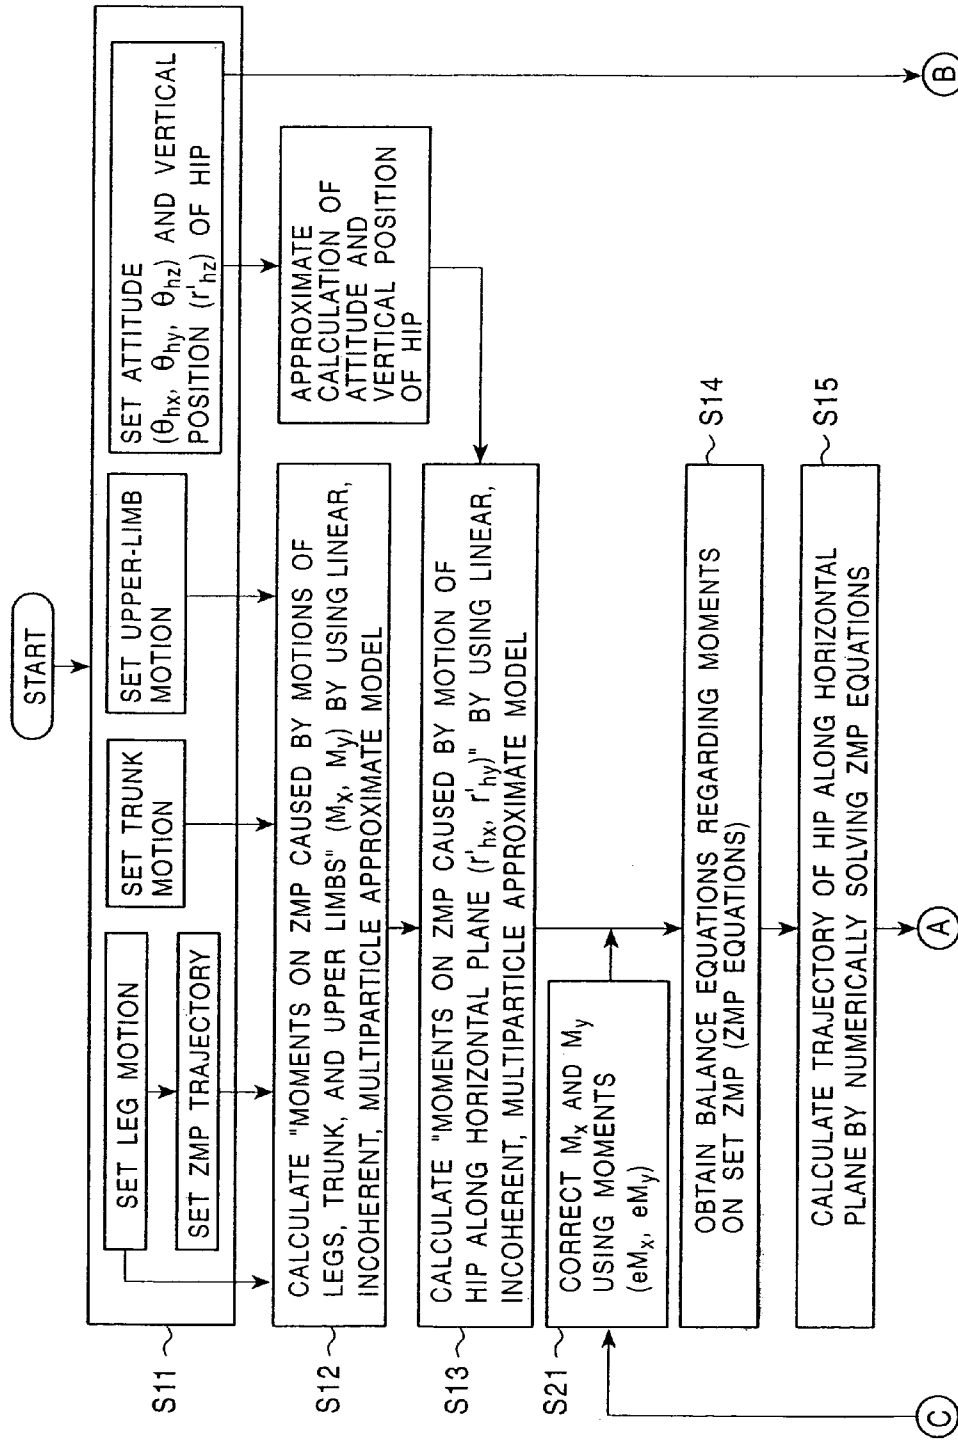 START
S11
SET LEG MOTION
SET ZMP TRAJECTORY
SET TRUNK
MOTION
SET UPPER-LIMB
MOTION
SET ATTITUDE
(θhx, θhy, θhz) AND VERTICAL
POSITION (r'hz) OF HIP
S12
CALCULATE "MOMENTS ON ZMP CAUSED BY MOTIONS OF
LEGS, TRUNK, AND UPPER LIMBS" (Mx, My) BY USING LINEAR,
INCOHERENT, MULTIPARTICLE APPROXIMATE MODEL
APPROXIMATE
CALCULATION OF
ATTITUDE AND
VERTICAL POSITION
OF HIP
S13
CALCULATE "MOMENTS ON ZMP CAUSED BY MOTION OF
HIP ALONG HORIZONTAL PLANE (r'hx, r'hy)" BY USING LINEAR,
INCOHERENT, MULTIPARTICLE APPROXIMATE MODEL
S21
CORRECT Mx AND My
USING MOMENTS
(eMx, eMy)
S14
OBTAIN BALANCE EQUATIONS REGARDING MOMENTS
ON SET ZMP (ZMP EQUATIONS)
S15
CALCULATE TRAJECTORY OF HIP ALONG HORIZONTAL
PLANE BY NUMERICALLY SOLVING ZMP EQUATIONS
C
A
B